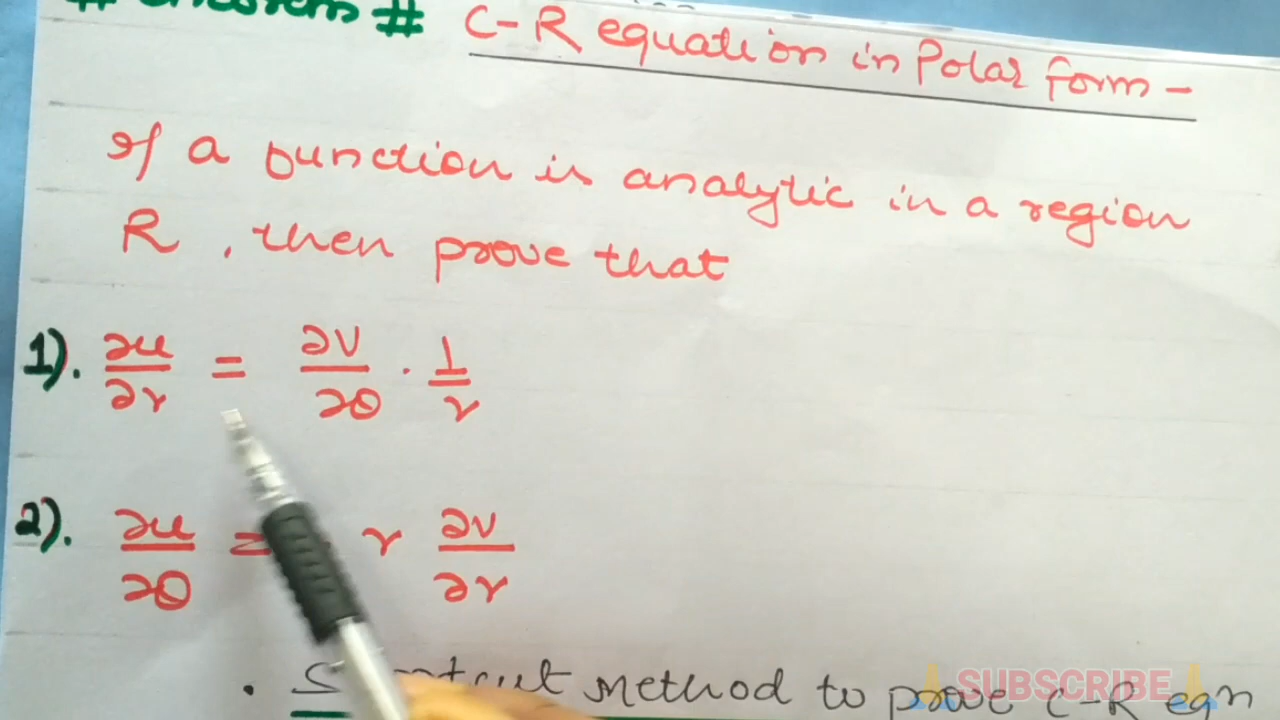 # Theorem # C-R equation in Polar form -
If a function is analytic in a region
R, then prove that
1). ∂u/∂r = ∂v/∂θ · 1/r
2). ∂u/∂θ = r ∂v/∂r
. method to prove C-R eqn
SUBSCRIBE